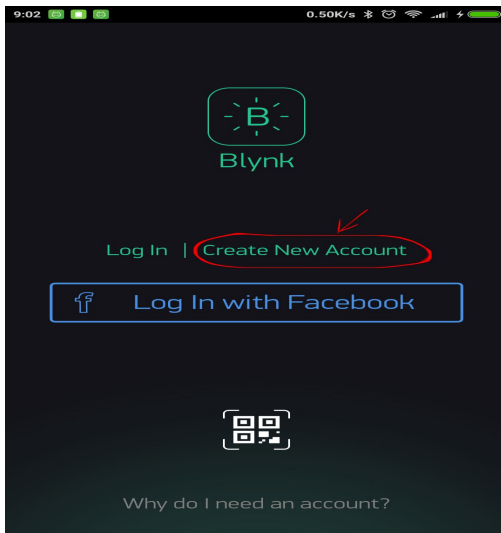 9:02 0.50K/s
B
Blynk
Log In | Create New Account
f Log In with Facebook
Why do I need an account?